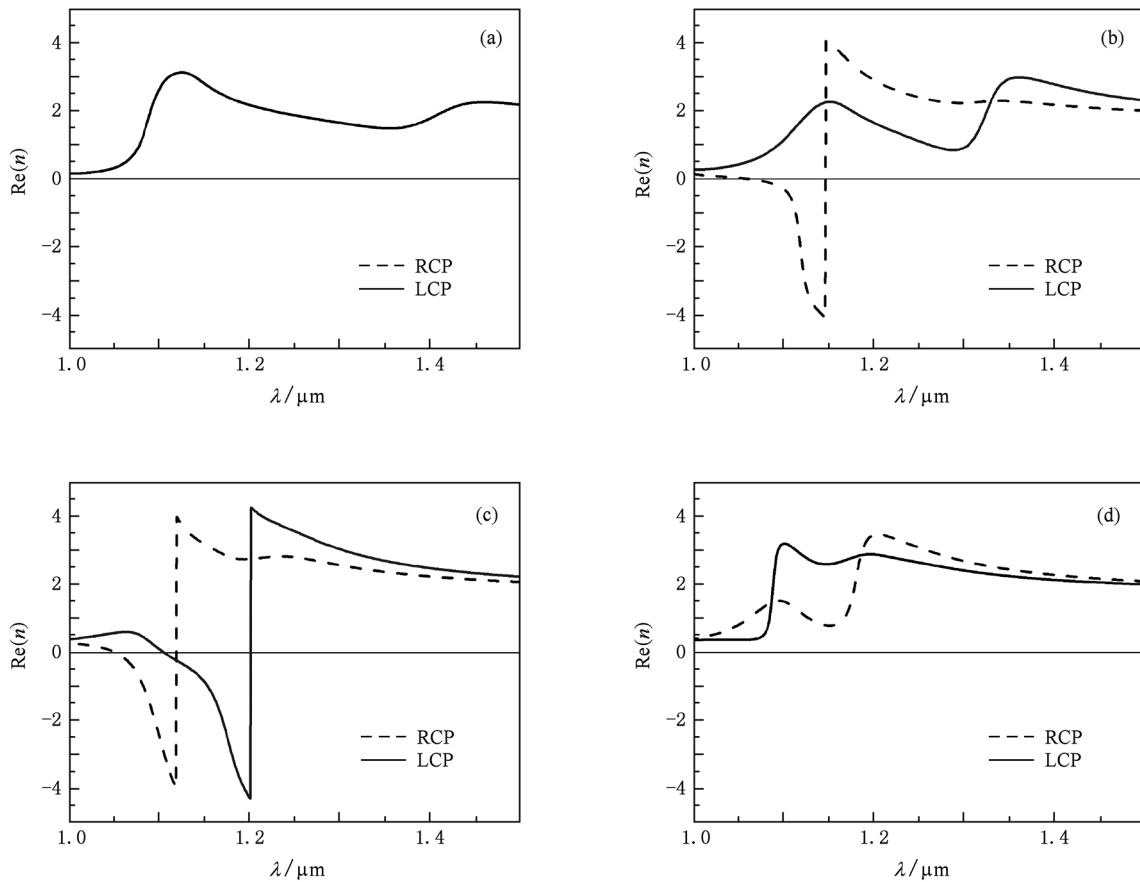 (a)
4
2
0
−2
−4
Re(n)
RCP
LCP
1.0 1.2 1.4
λ/μm
(b)
4
2
0
−2
−4
Re(n)
RCP
LCP
1.0 1.2 1.4
λ/μm
(c)
4
2
0
−2
−4
Re(n)
RCP
LCP
1.0 1.2 1.4
λ/μm
(d)
4
2
0
−2
−4
Re(n)
RCP
LCP
1.0 1.2 1.4
λ/μm